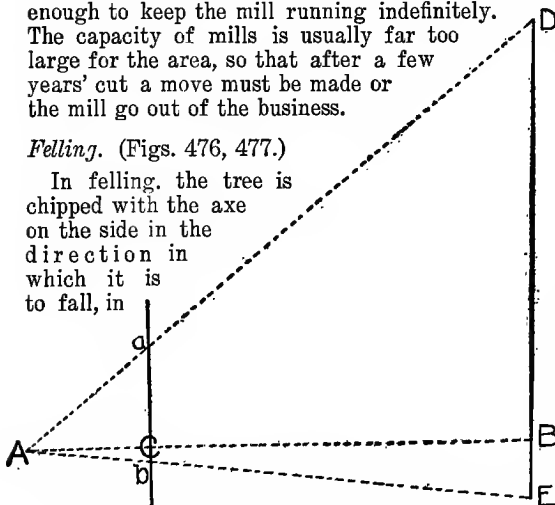 enough to keep the mill running indefinitely.
The capacity of mills is usually far too
large for the area, so that after a few
years' cut a move must be made or
the mill go out of the business.
Felling. (Figs. 476, 477.)
In felling. the tree is
chipped with the axe
on the side in the
direction in
which it is
to fall, in
D
a
A
C
B
b
E